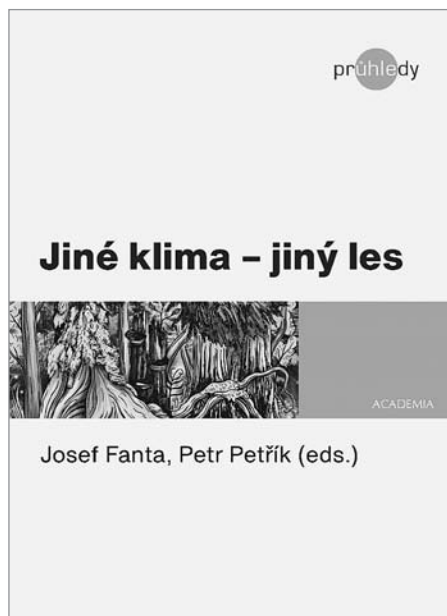 průhledy
Jiné klima – jiný les
ACADEMIA
Josef Fanta, Petr Petřík (eds.)